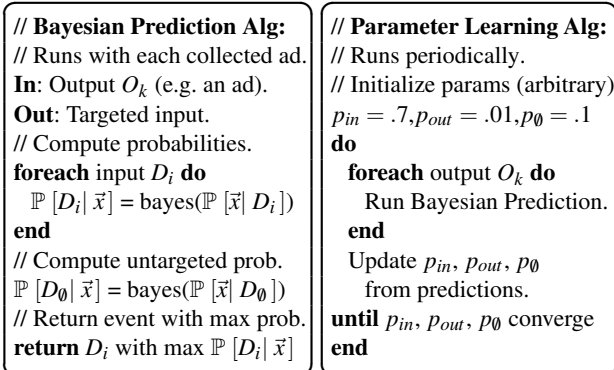 // Bayesian Prediction Alg:
// Runs with each collected ad.
In: Output O_k (e.g. an ad).
Out: Targeted input.
// Compute probabilities.
foreach input D_i do
ℙ [D_i| x⃗] = bayes(ℙ [x⃗| D_i])
end
// Compute untargeted prob.
ℙ [D_∅| x⃗] = bayes(ℙ [x⃗| D_∅])
// Return event with max prob.
return D_i with max ℙ [D_i| x⃗]
// Parameter Learning Alg:
// Runs periodically.
// Initialize params (arbitrary)
p_in = .7, p_out = .01, p_∅ = .1
do
foreach output O_k do
Run Bayesian Prediction.
end
Update p_in, p_out, p_∅
from predictions.
until p_in, p_out, p_∅ converge
end